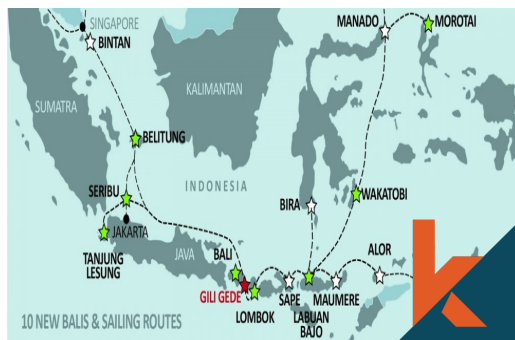 SINGAPORE
BINTAN
MANADO
MOROTAI
KALIMANTAN
SUMATRA
BELITUNG
INDONESIA
SERIBU
WAKATOBI
BIRA
JAKARTA
TANJUNG
LESUNG
JAVA
BALI
ALOR
GILI GEDE
LOMBOK
SAPE
LABUAN
BAJO
MAUMERE
10 NEW BALIS & SAILING ROUTES
k